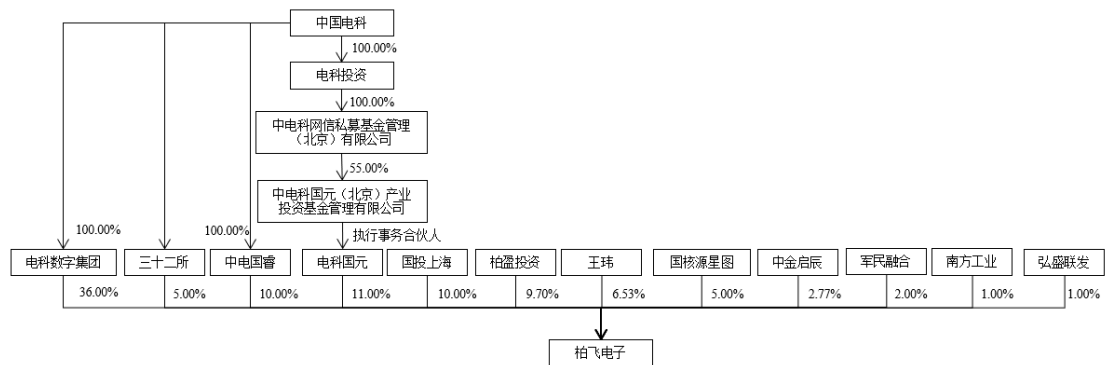 中国电科
100.00%
电科投资
100.00%
中电科网信私募基金管理
（北京）有限公司
55.00%
中电科国元（北京）产业
投资基金管理有限公司
100.00%
100.00%
执行事务合伙人
电科数字集团
三十二所
中电国睿
电科国元
国投上海
柏盈投资
王玮
国核源星图
中金启辰
军民融合
南方工业
弘盛联发
36.00%
5.00%
10.00%
11.00%
10.00%
9.70%
6.53%
5.00%
2.77%
2.00%
1.00%
1.00%
柏飞电子